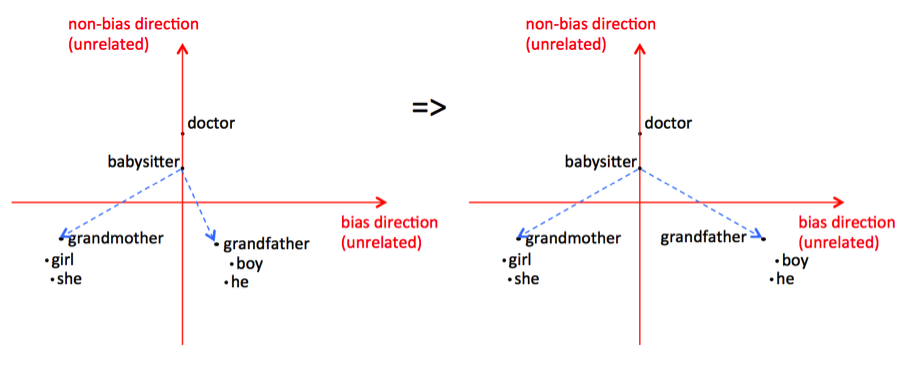 non-bias direction
(unrelated)
doctor
babysitter
bias direction
(unrelated)
grandmother
grandfather
•girl
•boy
•she
•he
=>
non-bias direction
(unrelated)
doctor
babysitter
bias direction
(unrelated)
grandmother
grandfather
•girl
•boy
•she
•he